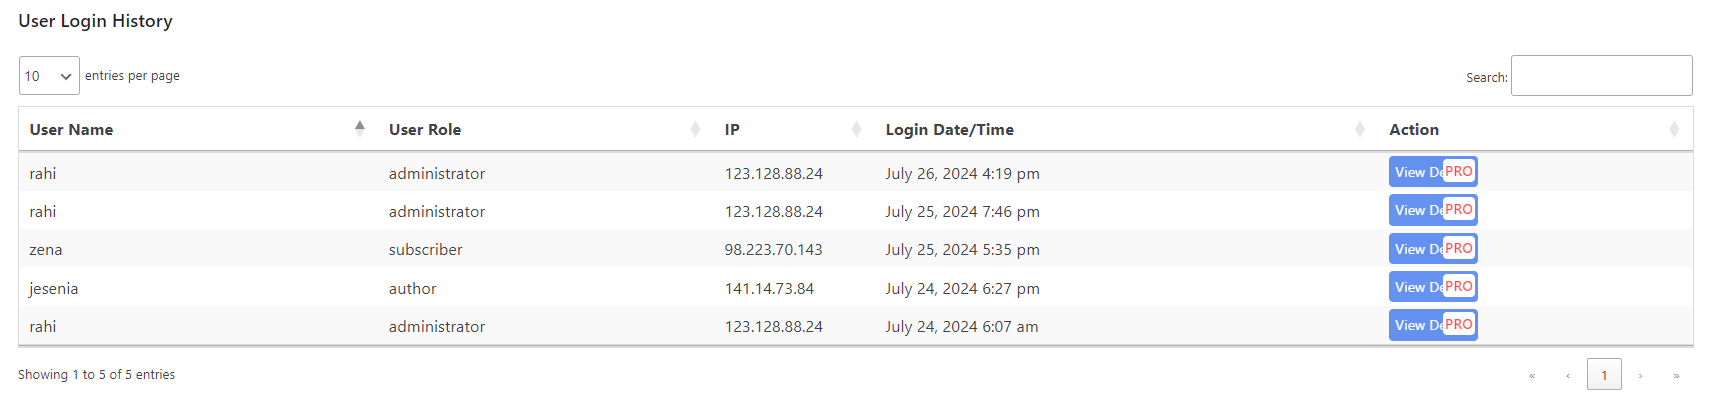 User Login History
10 entries per page Search:
User Name User Role IP Login Date/Time Action
rahi administrator 123.128.88.24 July 26, 2024 4:19 pm View De PRO
rahi administrator 123.128.88.24 July 25, 2024 7:46 pm View De PRO
zena subscriber 98.223.70.143 July 25, 2024 5:35 pm View De PRO
jesenia author 141.14.73.84 July 24, 2024 6:27 pm View De PRO
rahi administrator 123.128.88.24 July 24, 2024 6:07 am View De PRO
Showing 1 to 5 of 5 entries « ‹ 1 › »